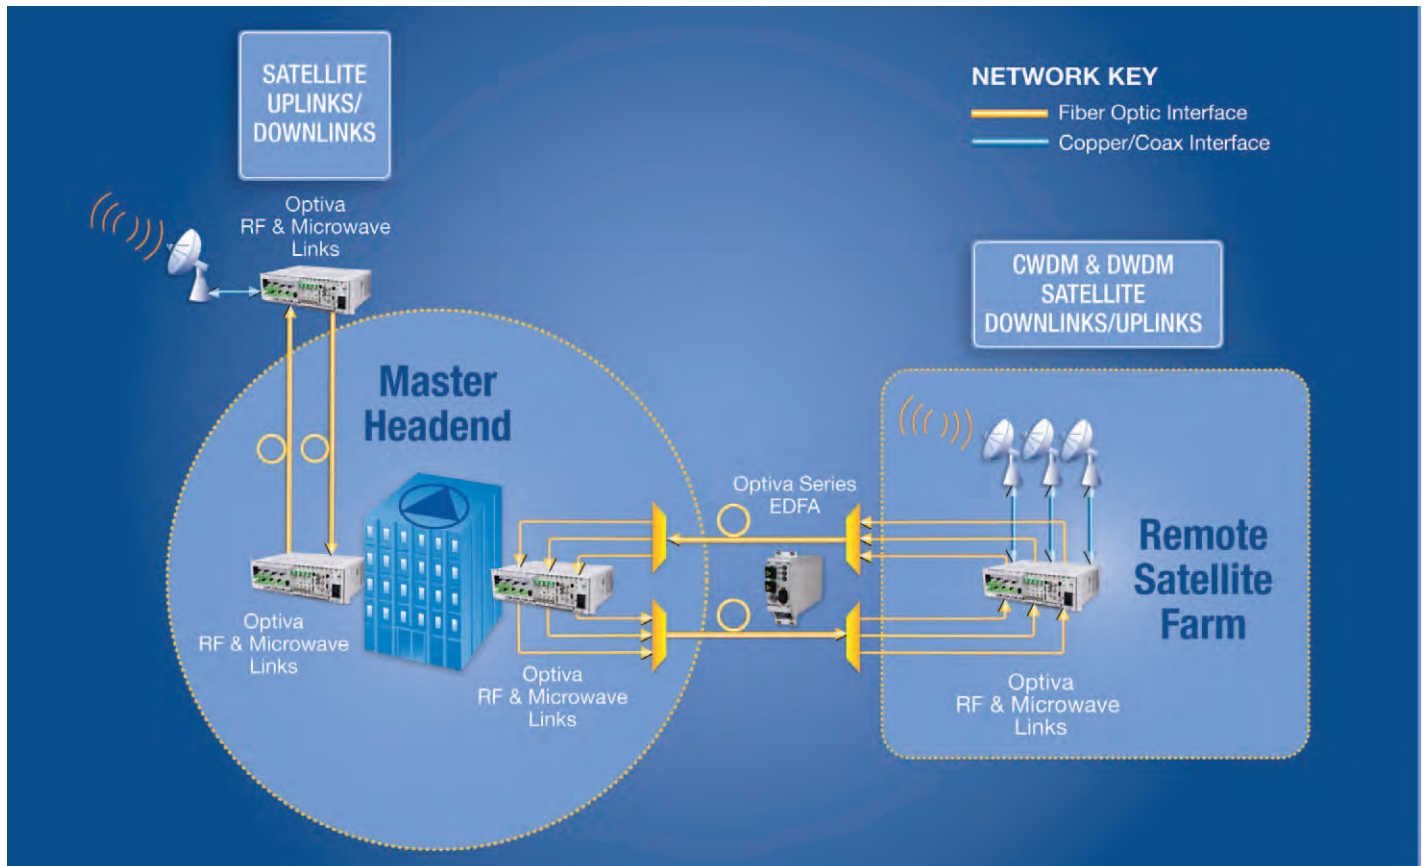 SATELLITE
UPLINKS/
DOWNLINKS
NETWORK KEY
Fiber Optic Interface
Copper/Coax Interface
Optiva
RF & Microwave
Links
CWDM & DWDM
SATELLITE
DOWNLINKS/UPLINKS
Master
Headend
Optiva Series
EDFA
Remote
Satellite
Farm
Optiva
RF & Microwave
Links
Optiva
RF & Microwave
Links
Optiva
RF & Microwave
Links